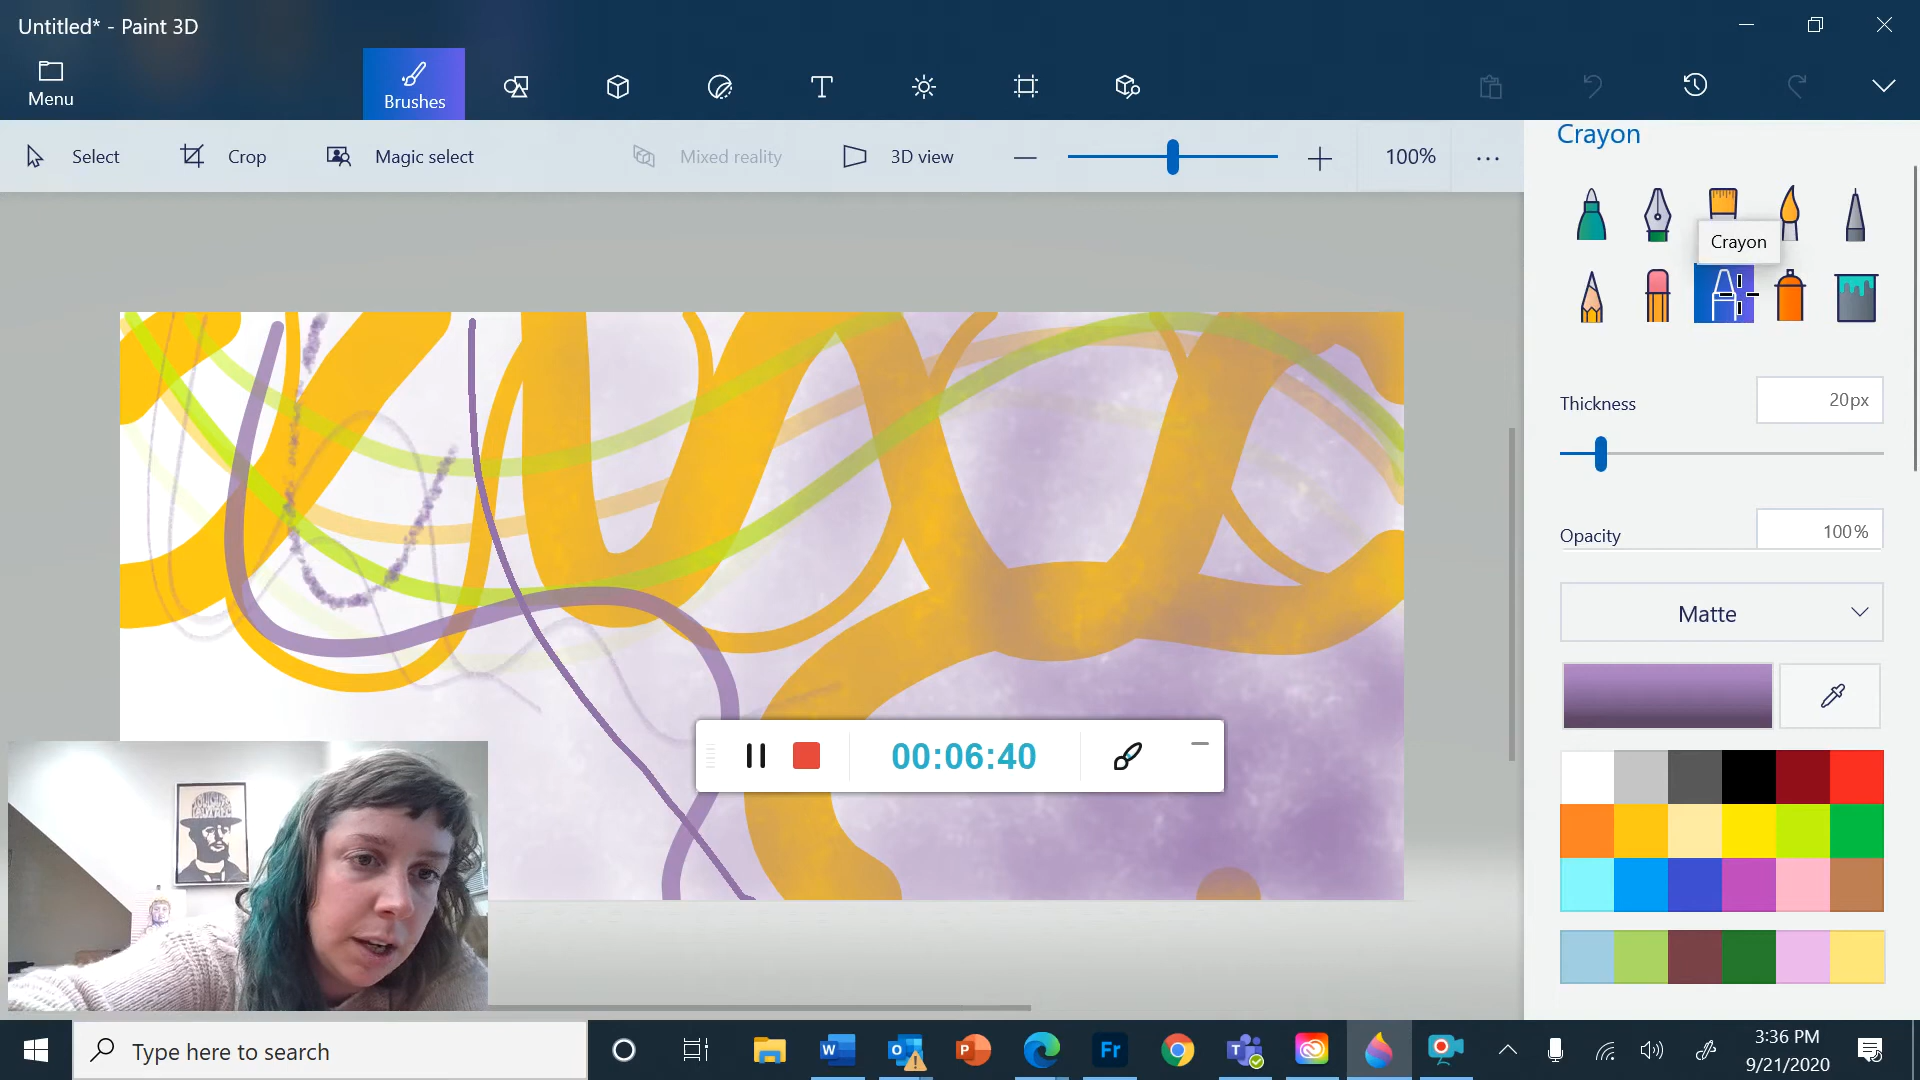 Untitled* - Paint 3D
Menu
Brushes
Select
Crop
Magic select
Mixed reality
3D view
100%
Crayon
Crayon
Thickness
20px
Opacity
100%
Matte
00:06:40
Type here to search
W
O
P
Fr
T
3:36 PM
9/21/2020